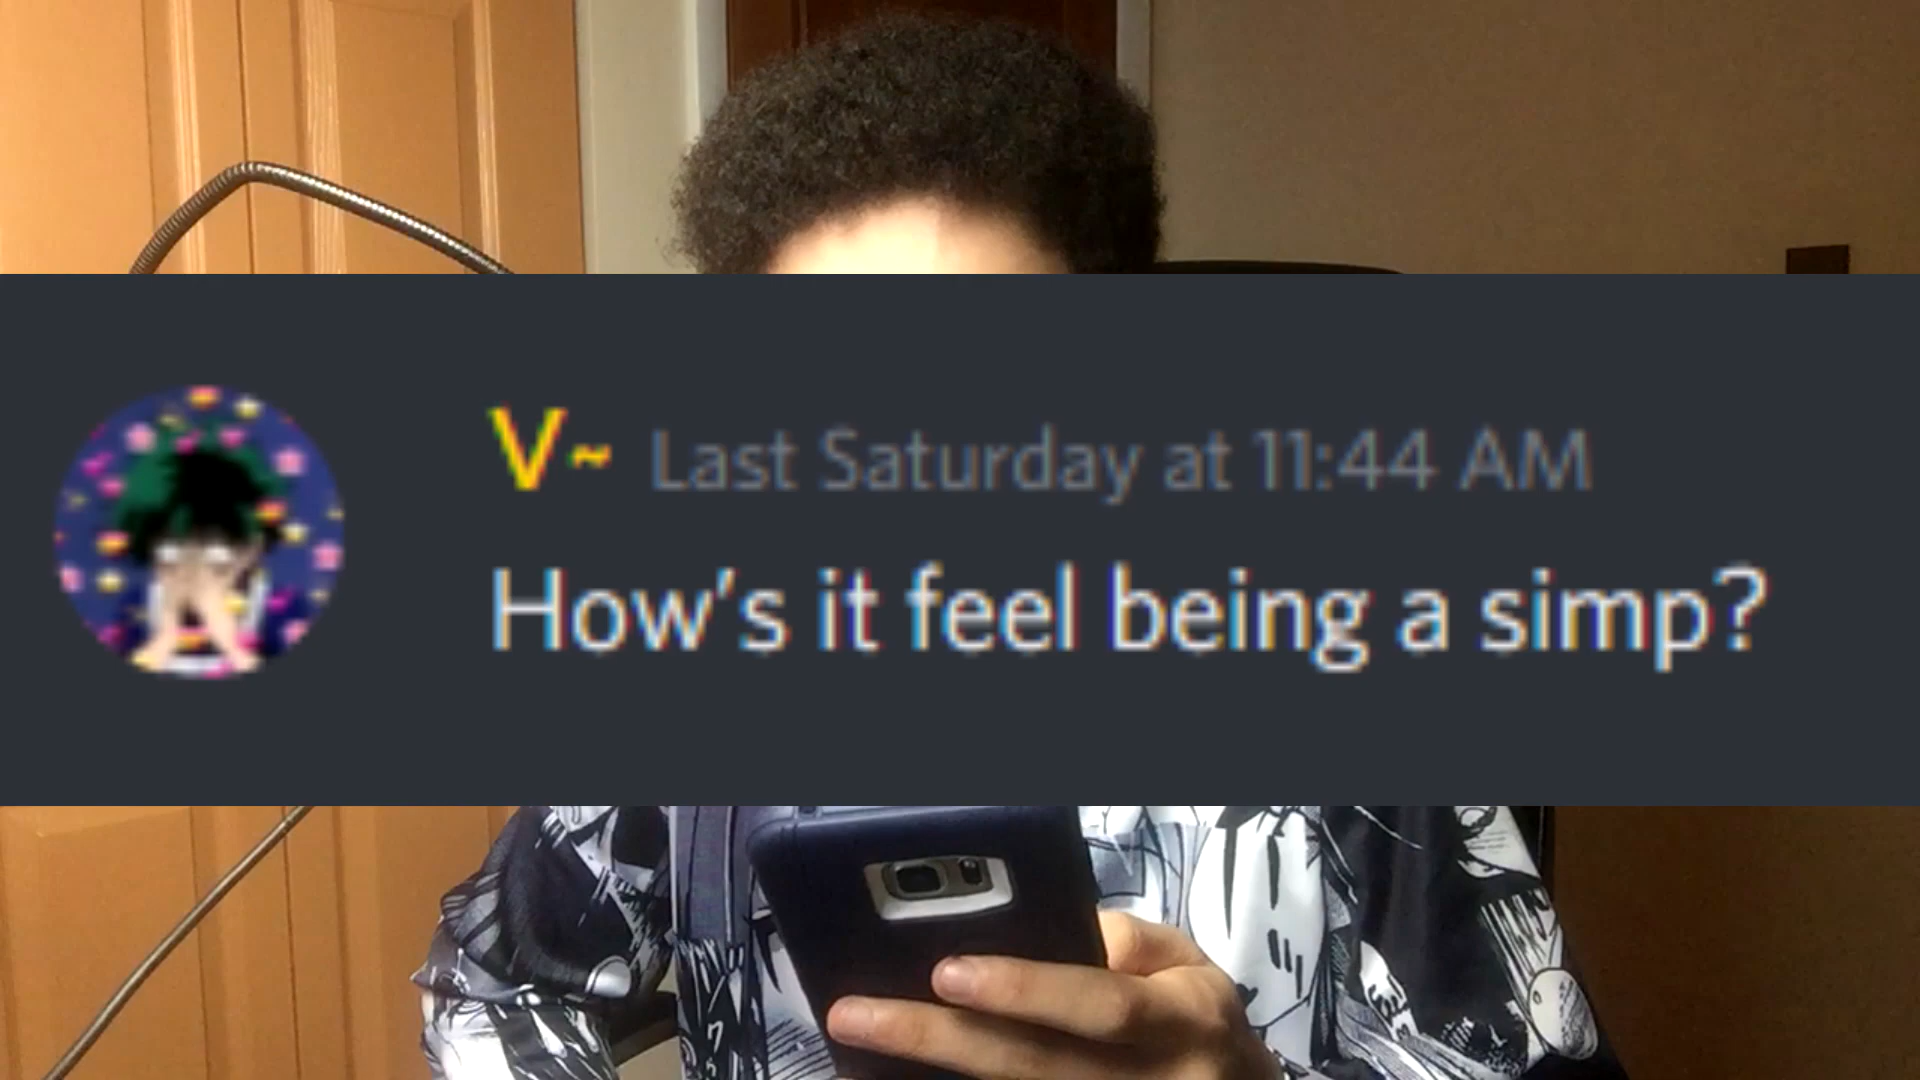 V~ Last Saturday at 11:44 AM
How's it feel being a simp?